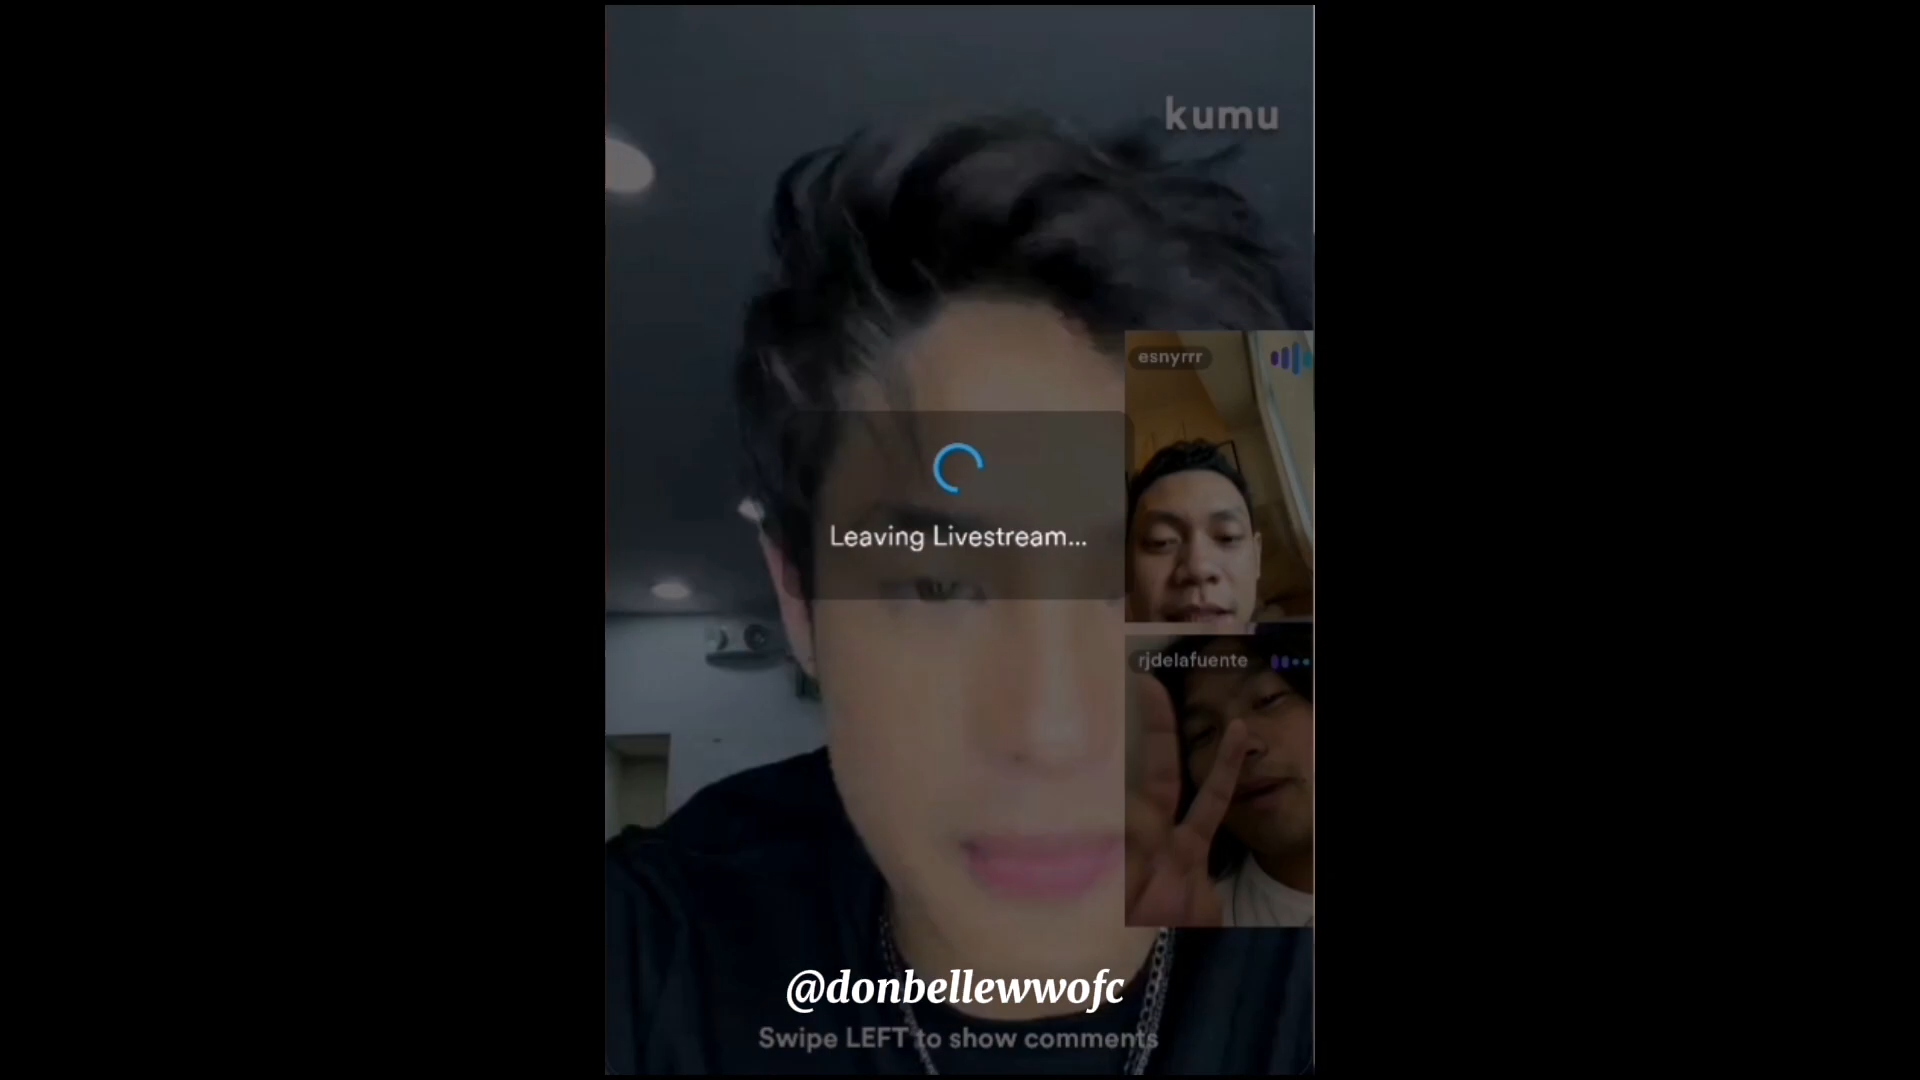 kumu
esnyrrr
Leaving Livestream...
rjdelafuente
@donbellewwofc
Swipe LEFT to show comments